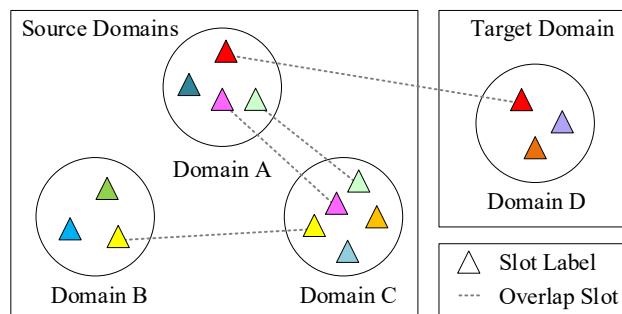 Source Domains
Target Domain
Domain A
Domain D
Domain B
Domain C
Slot Label
Overlap Slot